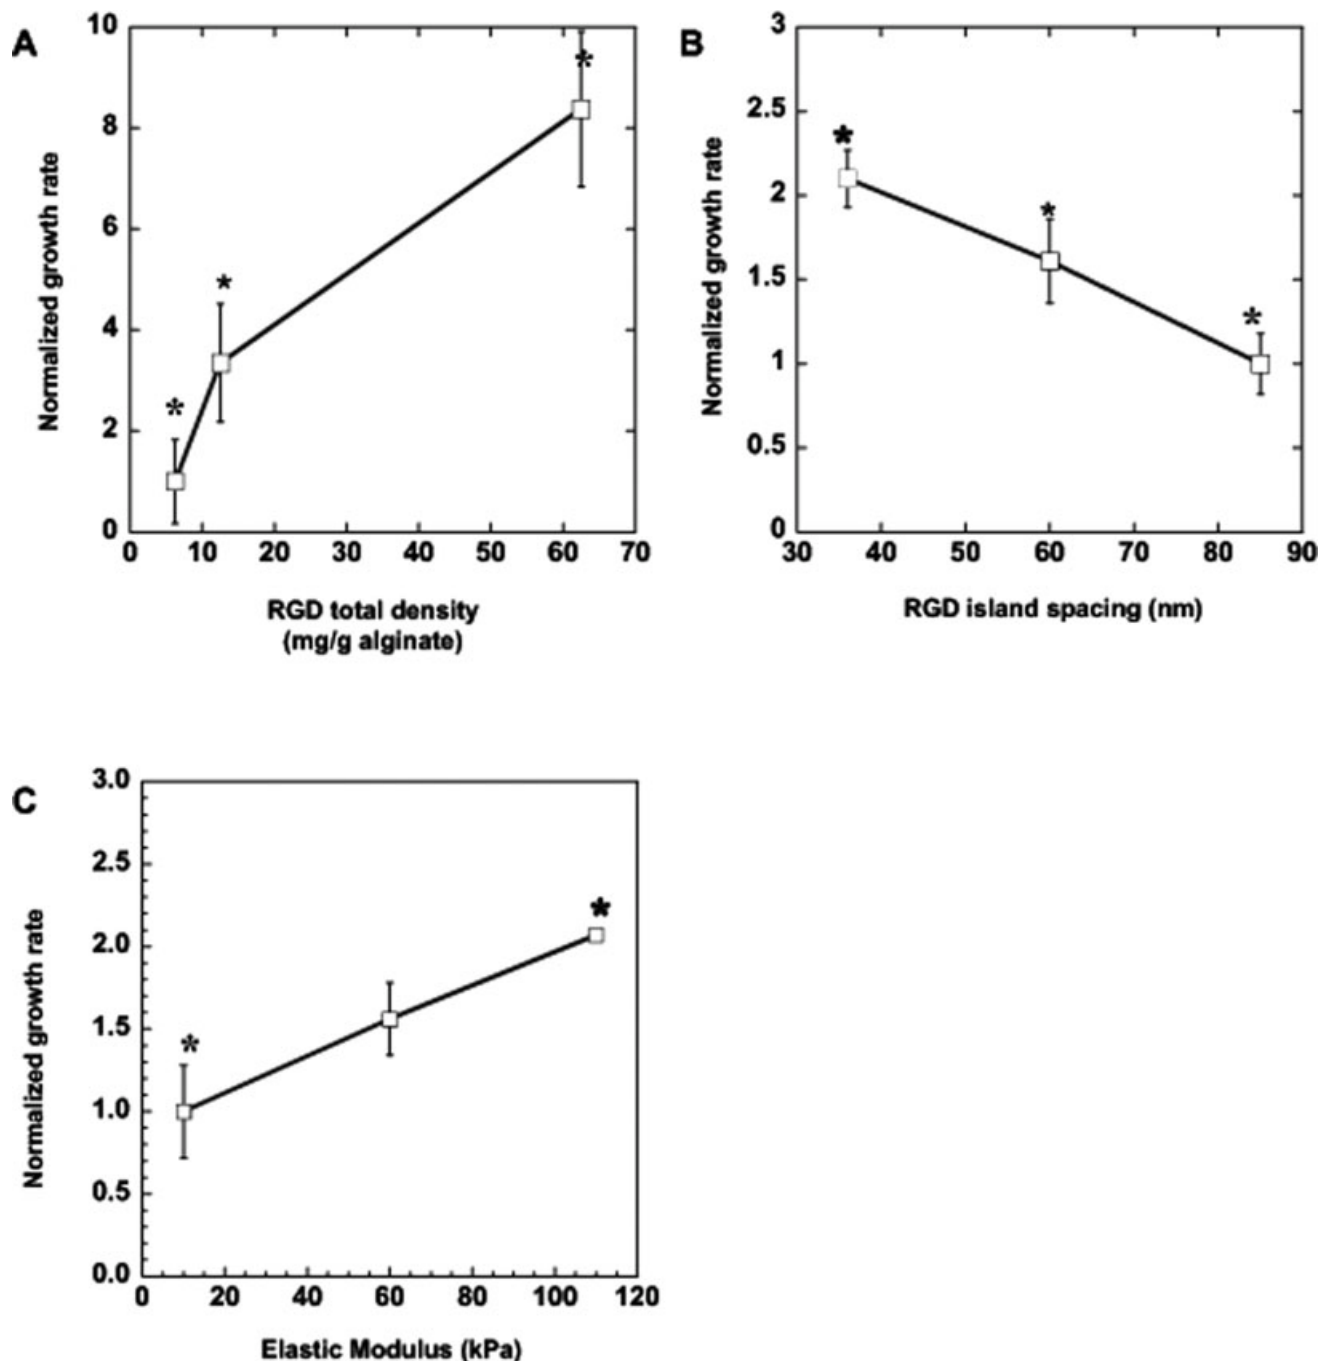 A
10
8
6
4
2
0
Normalized growth rate
*
*
*
0 10 20 30 40 50 60 70
RGD total density
(mg/g alginate)
B
3
2.5
2
1.5
1
0.5
0
Normalized growth rate
*
*
*
30 40 50 60 70 80 90
RGD island spacing (nm)
C
3.0
2.5
2.0
1.5
1.0
0.5
0.0
Normalized growth rate
*
*
0 20 40 60 80 100 120
Elastic Modulus (kPa)